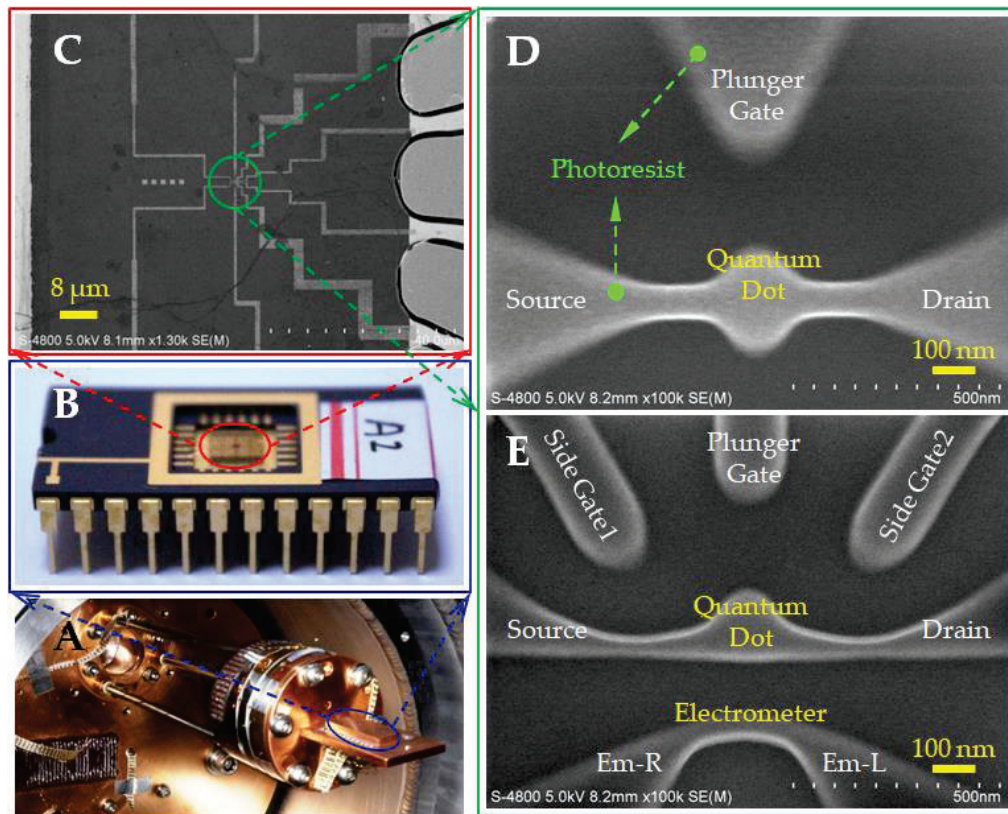 C
8 µm
S-4800 5.0kV 8.1mm x1.30k SE(M)
40.0um
B
A2
A
D
Plunger
Gate
Photoresist
Quantum
Dot
Source
Drain
100 nm
S-4800 5.0kV 8.2mm x100k SE(M)
500nm
E
Side Gate1
Plunger
Gate
Side Gate2
Quantum
Dot
Source
Drain
Electrometer
Em-R
Em-L
100 nm
S-4800 5.0kV 8.2mm x100k SE(M)
500nm